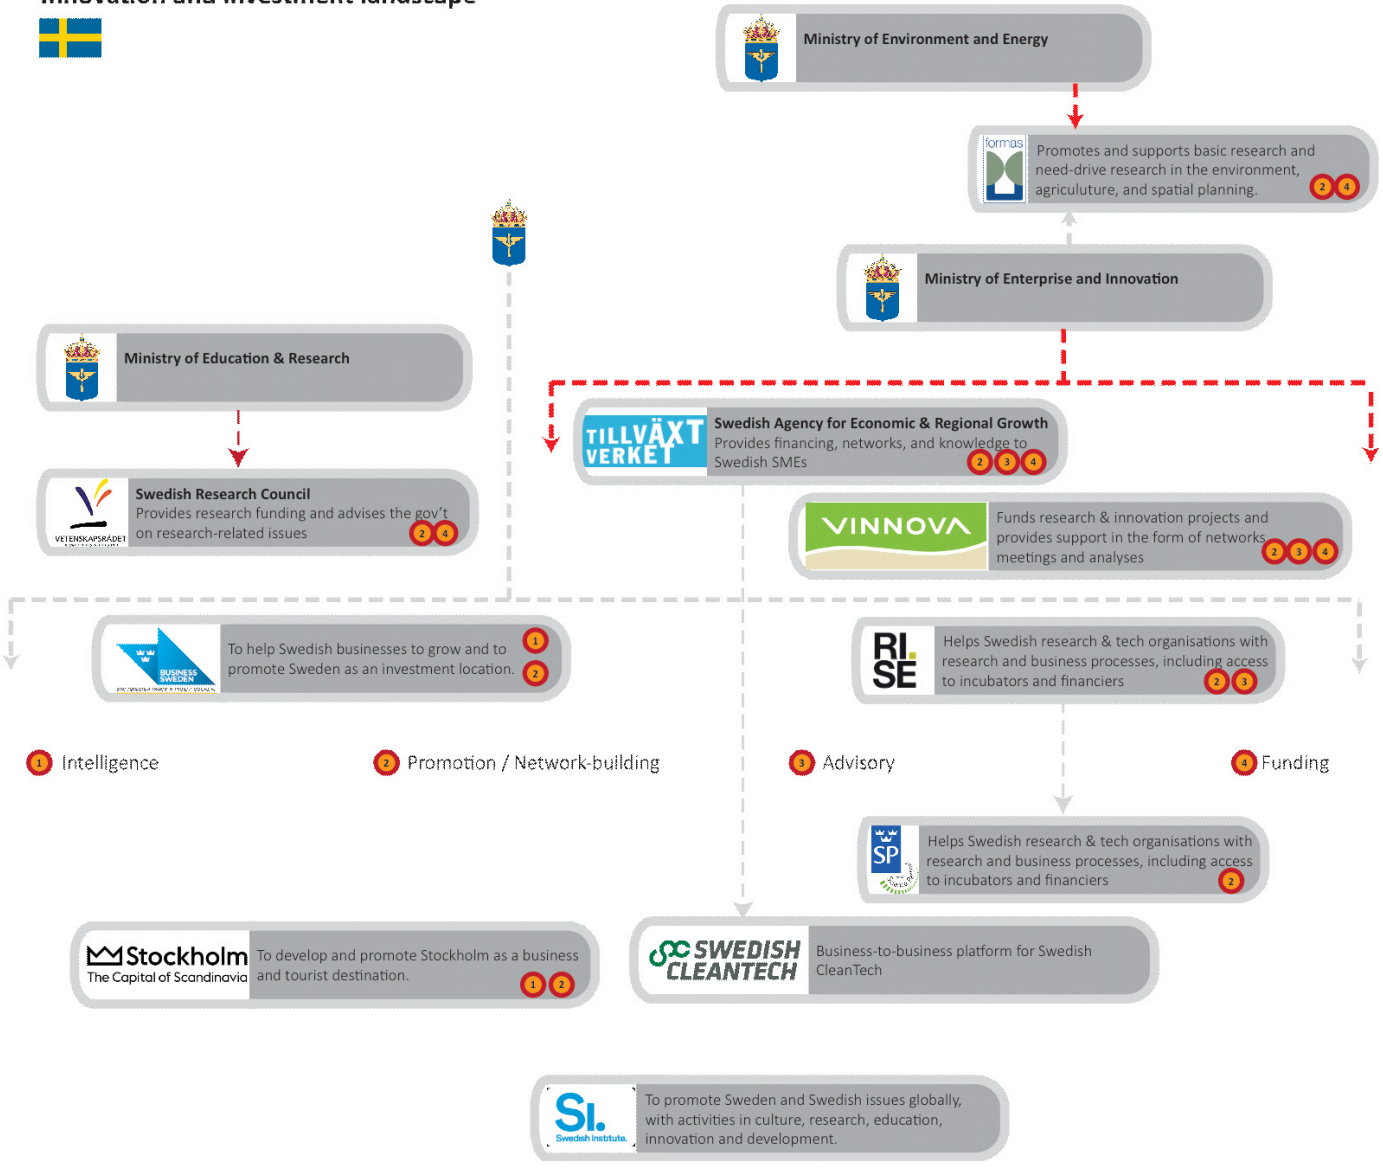 Innovation and investment landscape
Ministry of Environment and Energy
formas
Promotes and supports basic research and
need-drive research in the environment,
agriculuture, and spatial planning.
2 4
Ministry of Enterprise and Innovation
Ministry of Education & Research
TILLVÄXT
VERKET
Swedish Agency for Economic & Regional Growth
Provides financing, networks, and knowledge to
Swedish SMEs
2 3 4
VETENSKAPSRÅDET
Swedish Research Council
Provides research funding and advises the gov't
on research-related issues
2 4
VINNOVA
Funds research & innovation projects and
provides support in the form of networks
meetings and analyses
2 3 4
BUSINESS
SWEDEN
To help Swedish businesses to grow and to
promote Sweden as an investment location.
1
2
RI.
SE
Helps Swedish research & tech organisations with
research and business processes, including access
to incubators and financiers
2 3
1 Intelligence
2 Promotion / Network-building
3 Advisory
4 Funding
SP
Helps Swedish research & tech organisations with
research and business processes, including access
to incubators and financiers
2
Stockholm
The Capital of Scandinavia
To develop and promote Stockholm as a business
and tourist destination.
1 2
SWEDISH
CLEANTECH
Business-to-business platform for Swedish
CleanTech
SI.
Swedish Institute.
To promote Sweden and Swedish issues globally,
with activities in culture, research, education,
innovation and development.